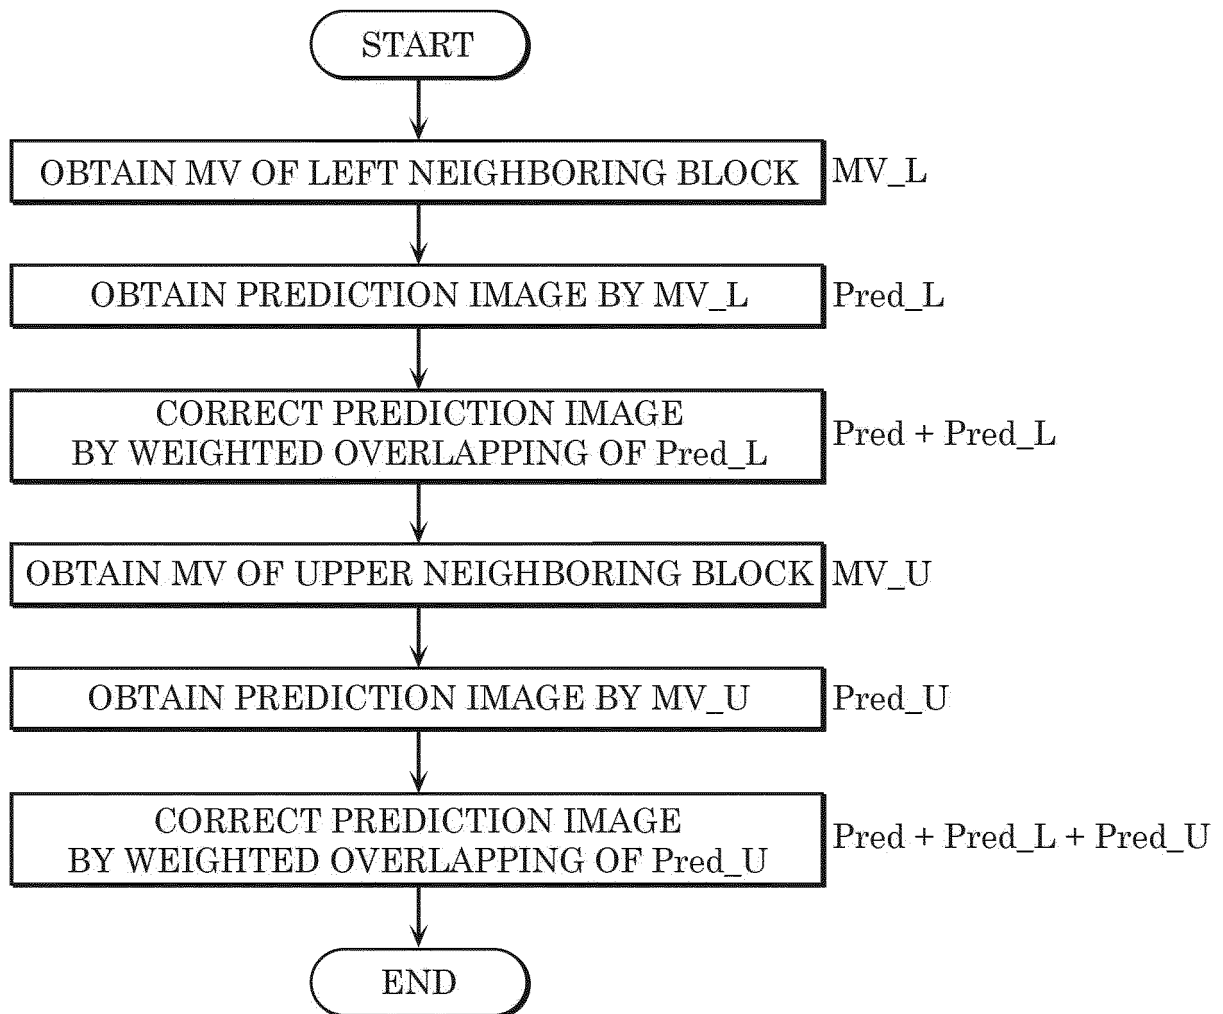 START
OBTAIN MV OF LEFT NEIGHBORING BLOCK MV_L
OBTAIN PREDICTION IMAGE BY MV_L Pred_L
CORRECT PREDICTION IMAGE
BY WEIGHTED OVERLAPPING OF Pred_L
Pred + Pred_L
OBTAIN MV OF UPPER NEIGHBORING BLOCK MV_U
OBTAIN PREDICTION IMAGE BY MV_U Pred_U
CORRECT PREDICTION IMAGE
BY WEIGHTED OVERLAPPING OF Pred_U
Pred + Pred_L + Pred_U
END